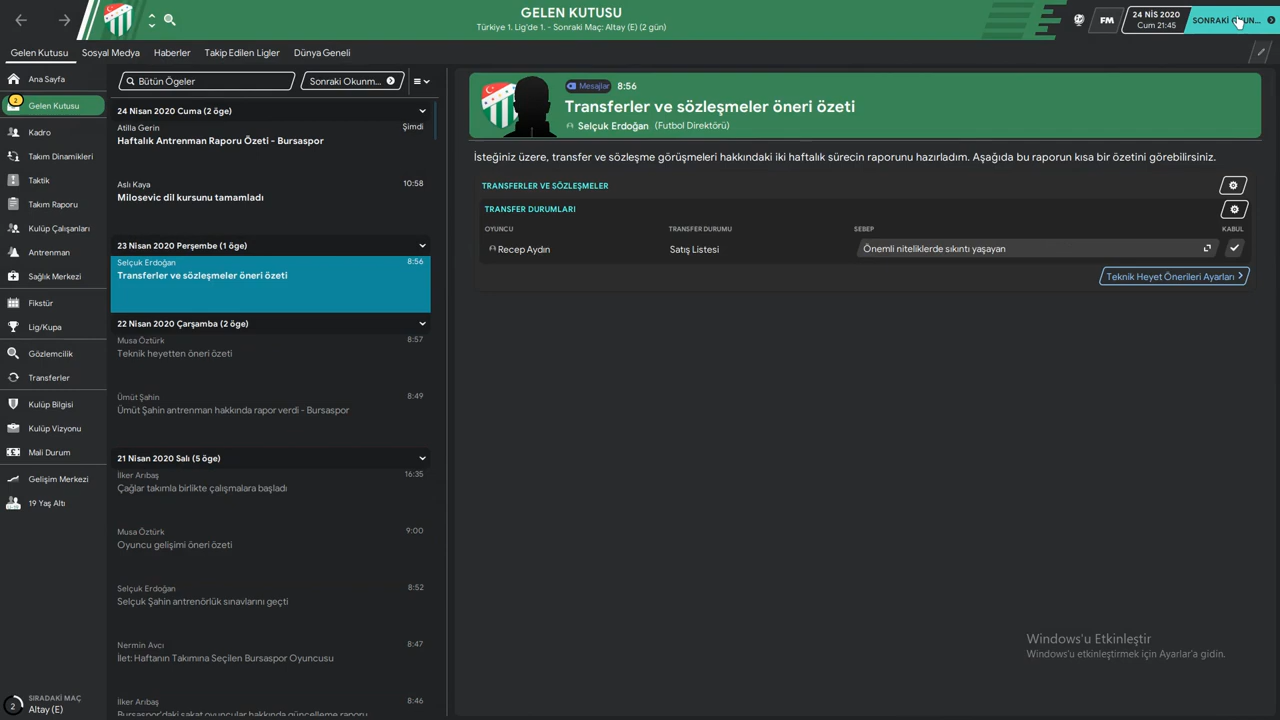 GELEN KUTUSU
Türkiye 1. Lig'de 1. - Sonraki Maç: Altay (E) (2 gün)
FM
24 NİS 2020
Cum 21:45
SONRAKİ OKUN...
Gelen Kutusu
Sosyal Medya
Haberler
Takip Edilen Ligler
Dünya Geneli
Ana Sayfa
2
Gelen Kutusu
Kadro
Takım Dinamikleri
Taktik
Takım Raporu
Kulüp Çalışanları
Antrenman
Sağlık Merkezi
Fikstür
Lig/Kupa
Gözlemcilik
Transferler
Kulüp Bilgisi
Kulüp Vizyonu
Mali Durum
Gelişim Merkezi
19 Yaş Altı
2
SIRADAKİ MAÇ
Altay (E)
Bütün Ögeler
Sonraki Okunm...
24 Nisan 2020 Cuma (2 öge)
Atilla Gerin
Şimdi
Haftalık Antrenman Raporu Özeti - Bursaspor
Aslı Kaya
10:58
Milosevic dil kursunu tamamladı
23 Nisan 2020 Perşembe (1 öge)
Selçuk Erdoğan
8:56
Transferler ve sözleşmeler öneri özeti
22 Nisan 2020 Çarşamba (2 öge)
Musa Öztürk
8:57
Teknik heyetten öneri özeti
Ümüt Şahin
8:49
Ümüt Şahin antrenman hakkında rapor verdi - Bursaspor
21 Nisan 2020 Salı (5 öge)
İlker Arıbaş
16:35
Çağlar takımla birlikte çalışmalara başladı
Musa Öztürk
9:00
Oyuncu gelişimi öneri özeti
Selçuk Erdoğan
8:52
Selçuk Şahin antrenörlük sınavlarını geçti
Nermin Avcı
8:47
İlet: Haftanın Takımına Seçilen Bursaspor Oyuncusu
İlker Arıbaş
8:46
Bursaspor'daki sakat oyuncular hakkında güncelleme raporu
Mesajlar
8:56
Transferler ve sözleşmeler öneri özeti
Selçuk Erdoğan (Futbol Direktörü)
İsteğiniz üzere, transfer ve sözleşme görüşmeleri hakkındaki iki haftalık sürecin raporunu hazırladım. Aşağıda bu raporun kısa bir özetini görebilirsiniz.
TRANSFERLER VE SÖZLEŞMELER
TRANSFER DURUMLARI
OYUNCU
TRANSFER DURUMU
SEBEP
KABUL
Recep Aydın
Satış Listesi
Önemli niteliklerde sıkıntı yaşayan
Teknik Heyet Önerileri Ayarları
Windows'u Etkinleştir
Windows'u etkinleştirmek için Ayarlar'a gidin.